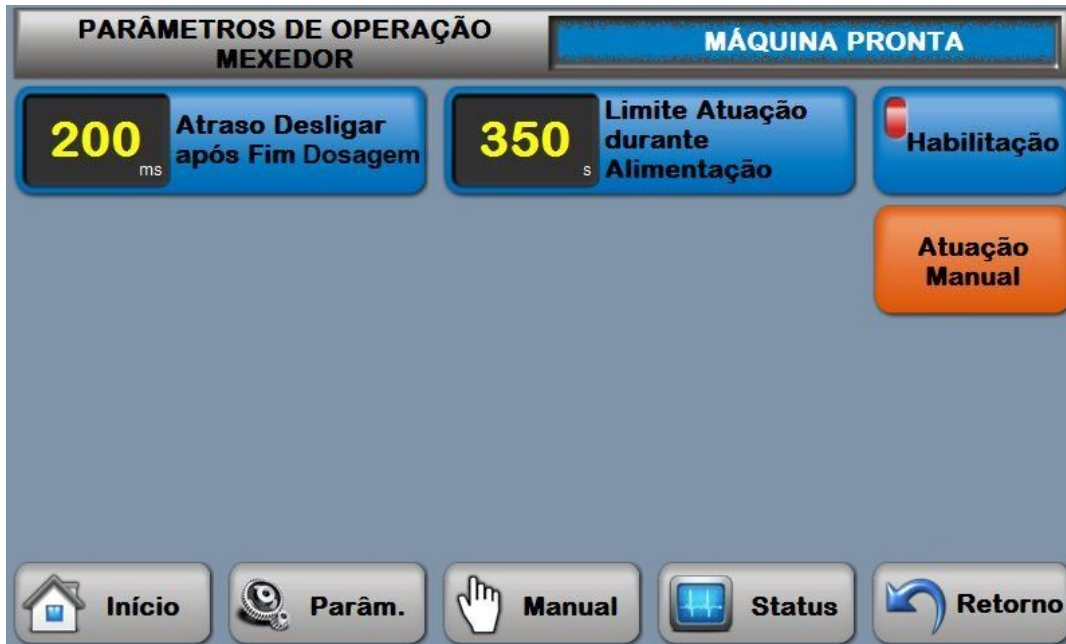 PARÂMETROS DE OPERAÇÃO
MEXEDOR
MÁQUINA PRONTA
200
ms
Atraso Desligar
após Fim Dosagem
350
s
Limite Atuação
durante
Alimentação
Habilitação
Atuação
Manual
Início
Parâm.
Manual
Status
Retorno